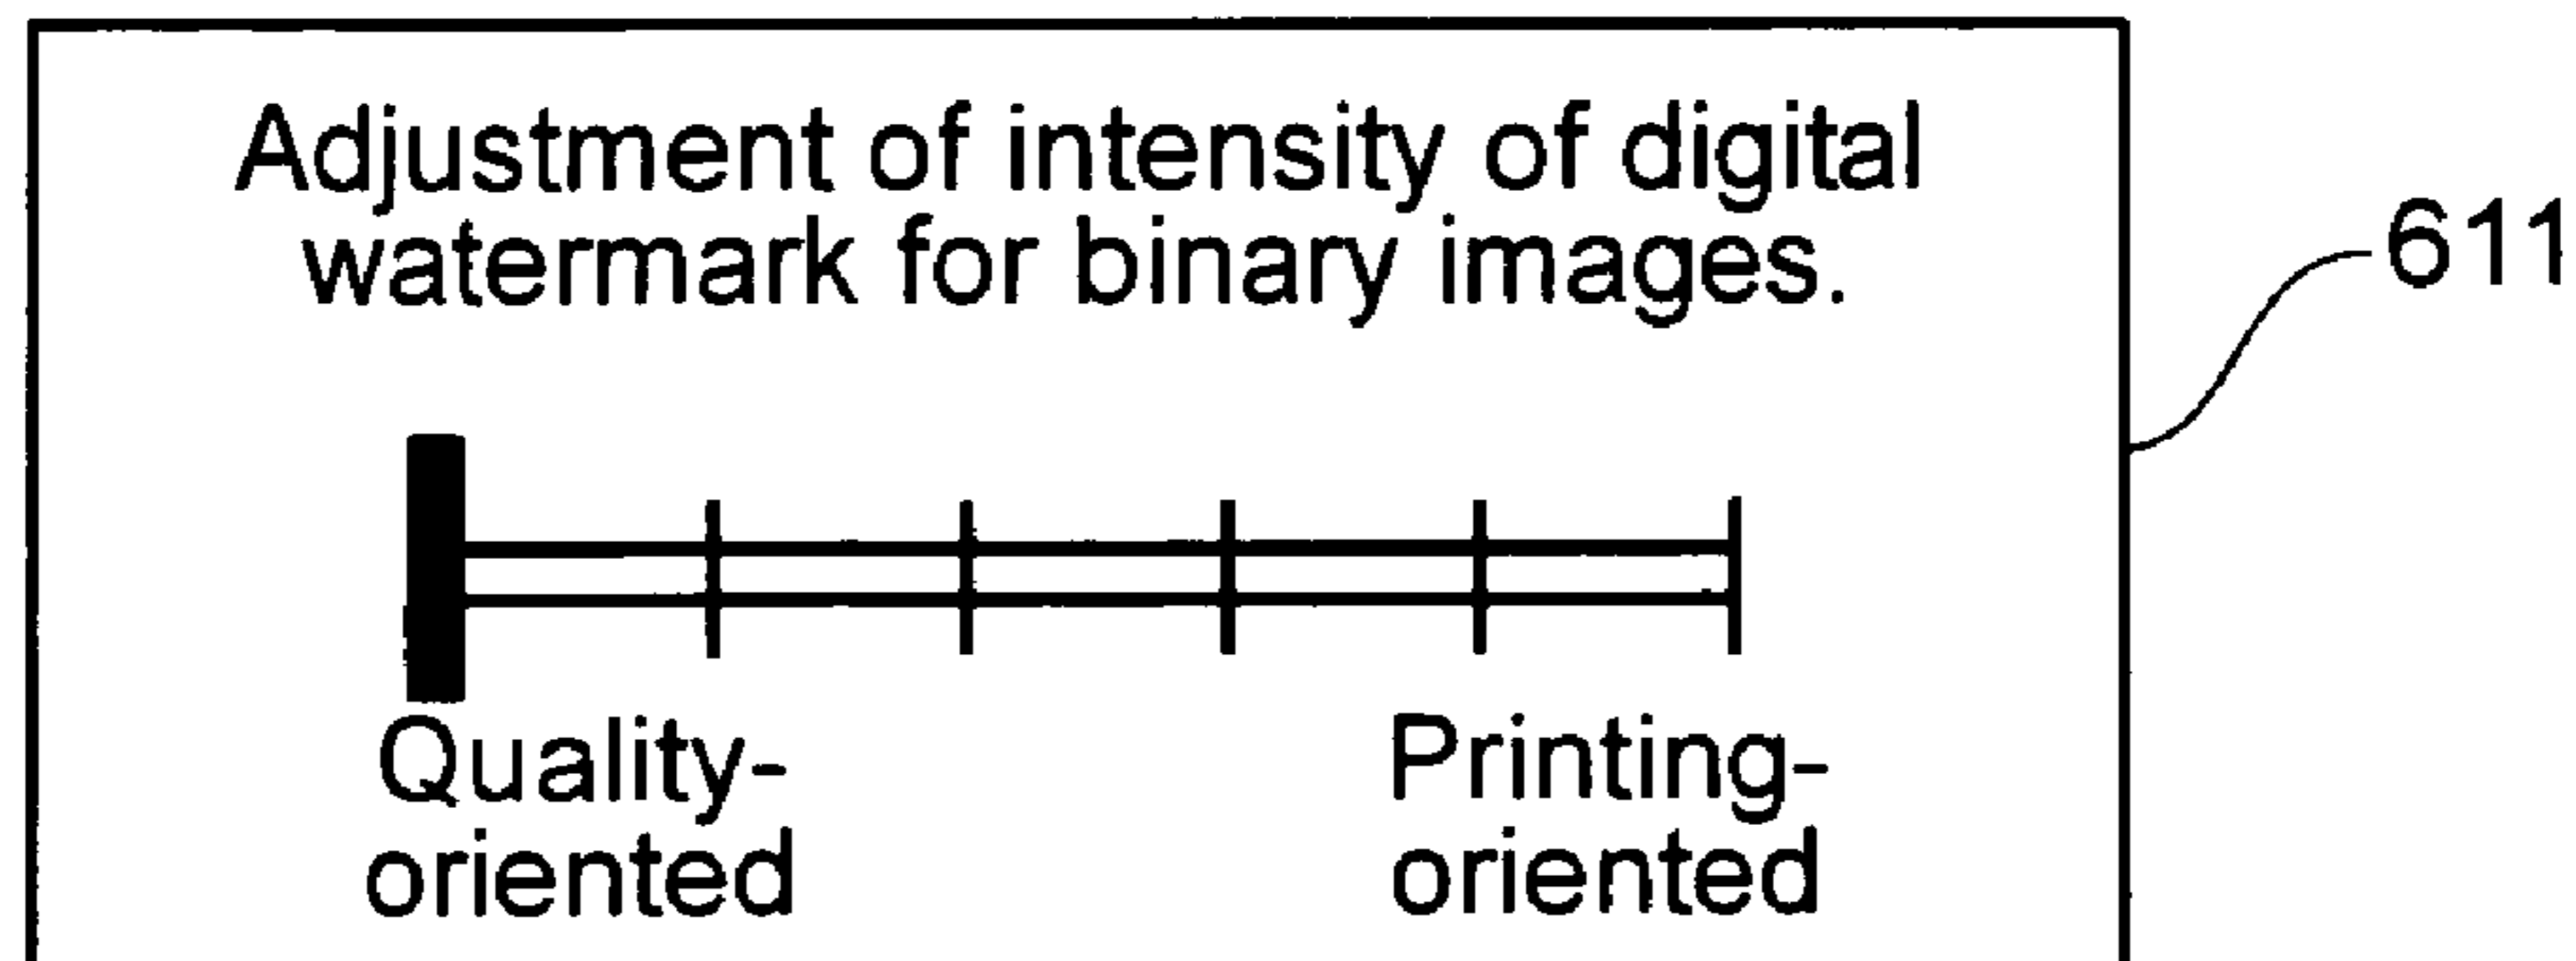 Adjustment of intensity of digital
watermark for binary images.
611
Quality-
oriented
Printing-
oriented